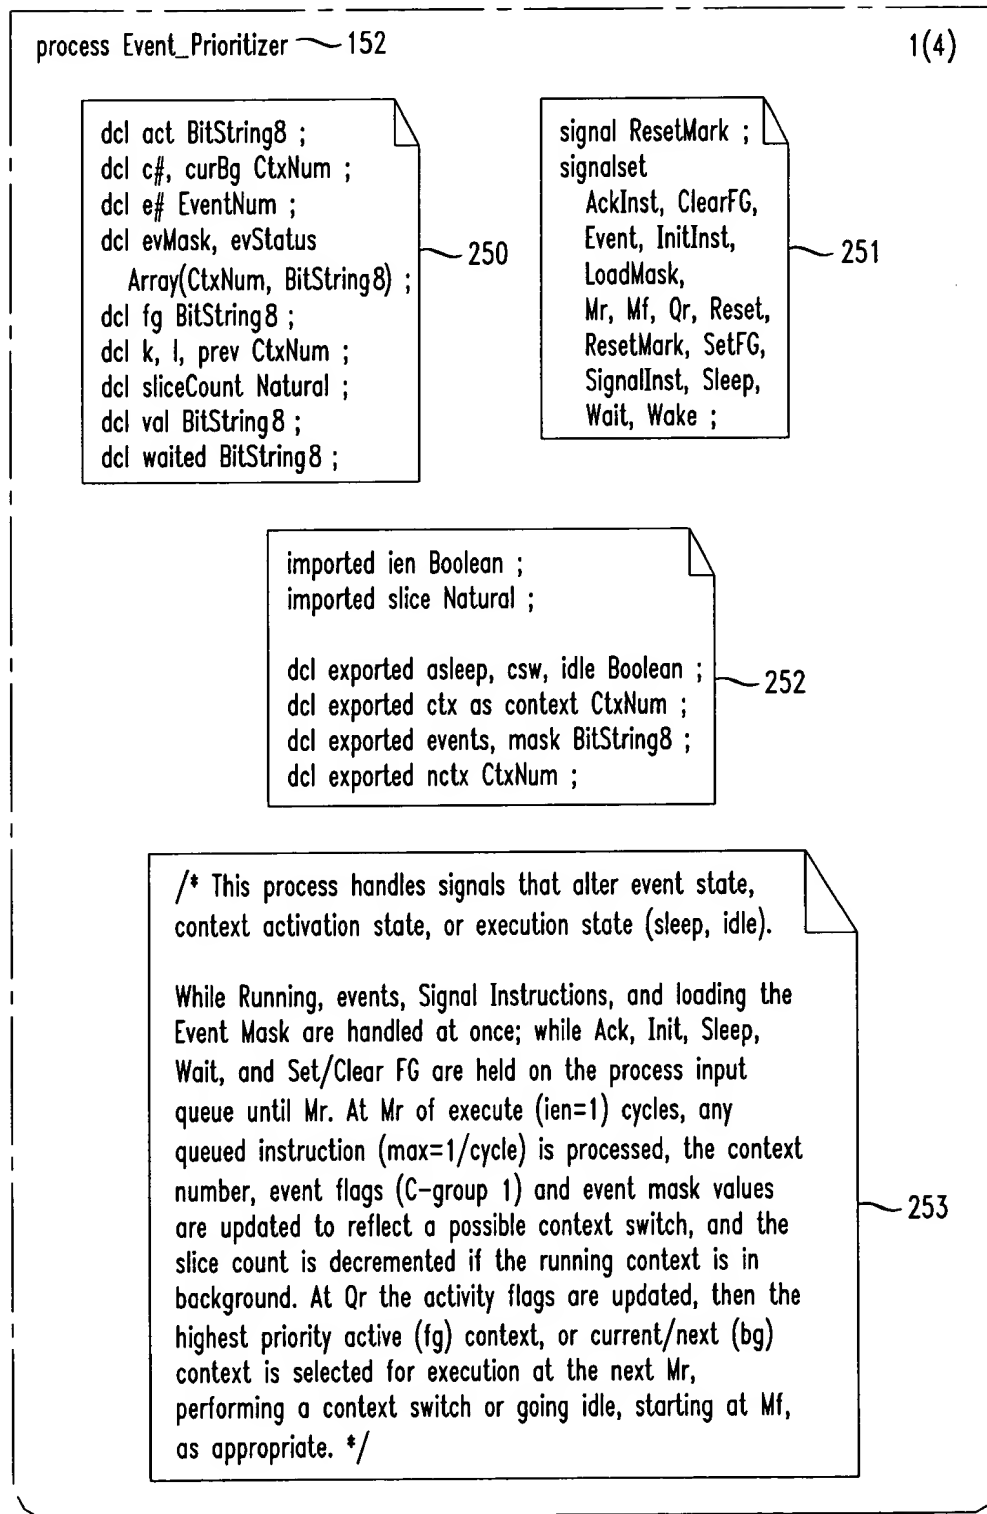 process Event_Prioritizer 152
1(4)
dcl act BitString8 ;
dcl c#, curBg CtxNum ;
dcl e# EventNum ;
dcl evMask, evStatus
Array(CtxNum, BitString8) ;
dcl fg BitString8 ;
dcl k, l, prev CtxNum ;
dcl sliceCount Natural ;
dcl val BitString8 ;
dcl waited BitString8 ;
250
signal ResetMark ;
signalset
AckInst, ClearFG,
Event, InitInst,
LoadMask,
Mr, Mf, Qr, Reset,
ResetMark, SetFG,
SignalInst, Sleep,
Wait, Wake ;
251
imported ien Boolean ;
imported slice Natural ;
dcl exported asleep, csw, idle Boolean ;
dcl exported ctx as context CtxNum ;
dcl exported events, mask BitString8 ;
dcl exported nctx CtxNum ;
252
/* This process handles signals that alter event state,
context activation state, or execution state (sleep, idle).
While Running, events, Signal Instructions, and loading the
Event Mask are handled at once; while Ack, Init, Sleep,
Wait, and Set/Clear FG are held on the process input
queue until Mr. At Mr of execute (ien=1) cycles, any
queued instruction (max=1/cycle) is processed, the context
number, event flags (C-group 1) and event mask values
are updated to reflect a possible context switch, and the
slice count is decremented if the running context is in
background. At Qr the activity flags are updated, then the
highest priority active (fg) context, or current/next (bg)
context is selected for execution at the next Mr,
performing a context switch or going idle, starting at Mf,
as appropriate. */
253